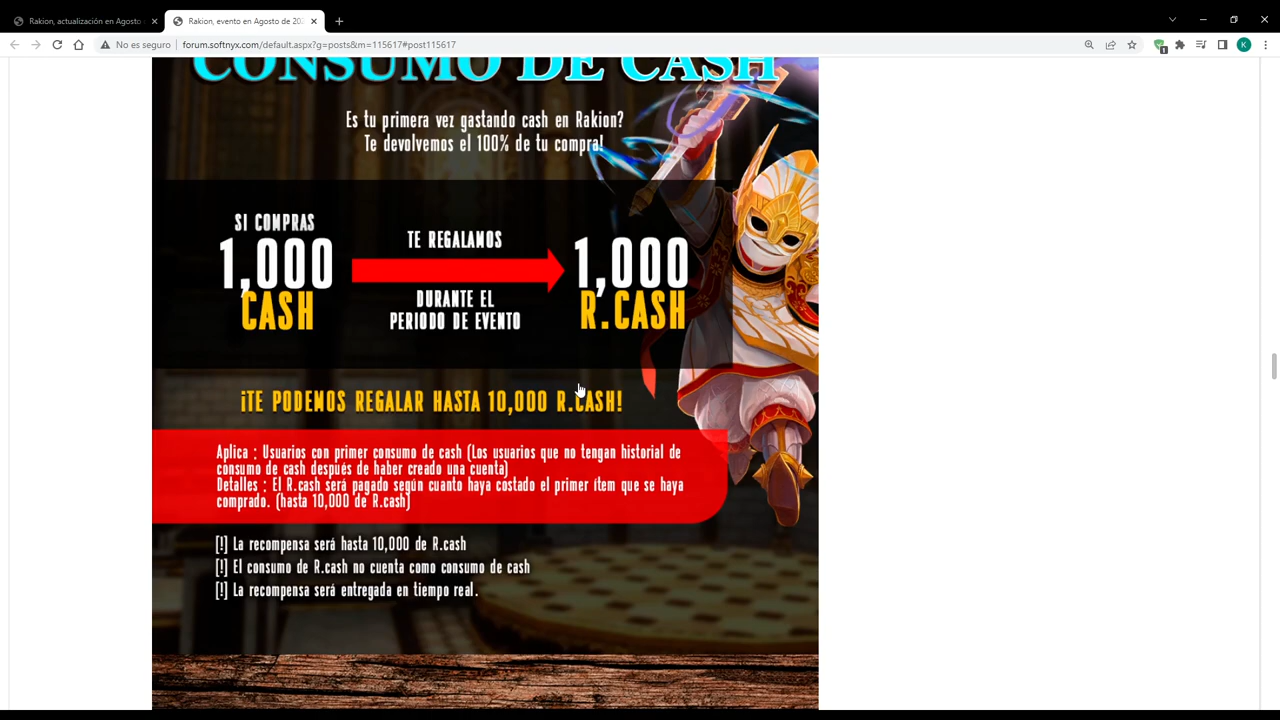 Rakion, actualización en Agosto
Rakion, evento en Agosto de 202
No es seguro
forum.softnyx.com/default.aspx?g=posts&m=115617#post115617
1
K
CONSUMO DE CASH
Es tu primera vez gastando cash en Rakion?
Te devolvemos el 100% de tu compra!
SI COMPRAS
1,000
CASH
TE REGALAMOS
DURANTE EL
PERIODO DE EVENTO
1,000
R.CASH
¡TE PODEMOS REGALAR HASTA 10,000 R.CASH!
Aplica : Usuarios con primer consumo de cash (Los usuarios que no tengan historial de
consumo de cash después de haber creado una cuenta)
Detalles : El R.cash será pagado según cuanto haya costado el primer ítem que se haya
comprado. (hasta 10,000 de R.cash)
[!] La recompensa será hasta 10,000 de R.cash
[!] El consumo de R.cash no cuenta como consumo de cash
[!] La recompensa será entregada en tiempo real.